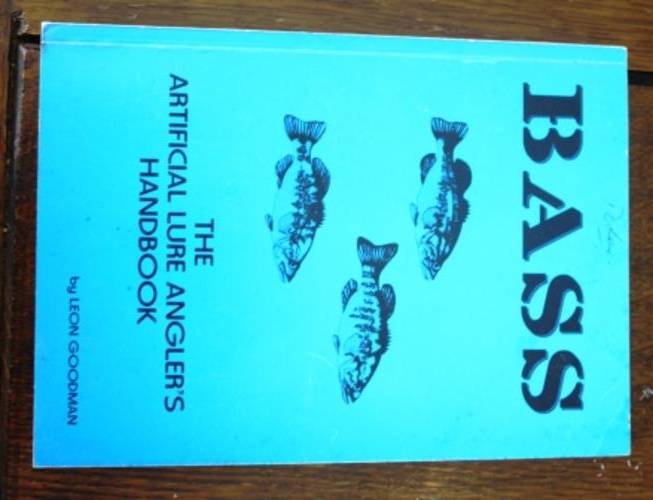 BASS
THE
ARTIFICIAL LURE ANGLER'S
HANDBOOK
by LEON GOODMAN